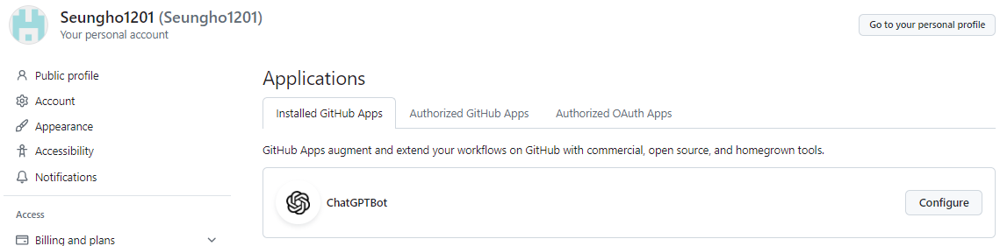 Seungho1201 (Seungho1201)
Your personal account
Go to your personal profile
Public profile
Account
Appearance
Accessibility
Notifications
Access
Billing and plans
Applications
Installed GitHub Apps
Authorized GitHub Apps
Authorized OAuth Apps
GitHub Apps augment and extend your workflows on GitHub with commercial, open source, and homegrown tools.
ChatGPTBot
Configure